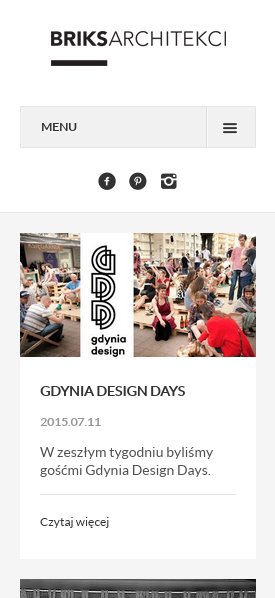 BRIKSARCHITEKCI
MENU
GDD
gdynia
design
GDYNIA DESIGN DAYS
2015.07.11
W zeszłym tygodniu byliśmy
gośćmi Gdynia Design Days.
Czytaj więcej